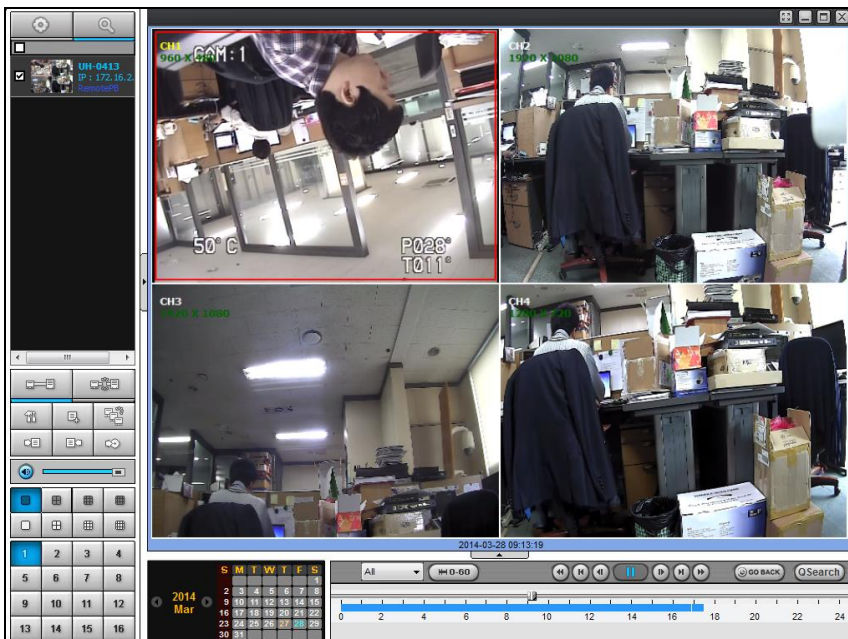 UH-0413
IP : 172.16.2.
RemotePB
CH1
960 X 480
CAM:1
50°C
P028°
T011°
CH2
1920 X 1080
CH3
1920 X 1080
CH4
1280 X 720
2014-03-28 09:13:19
1 2 3 4
5 6 7 8
9 10 11 12
13 14 15 16
2014
Mar
S M T W T F S
1
2 3 4 5 6 7 8
9 10 11 12 13 14 15
16 17 18 19 20 21 22
23 24 25 26 27 28 29
30 31
All
0-60
GO BACK
QSearch
0 2 4 6 8 10 12 14 16 18 20 22 24